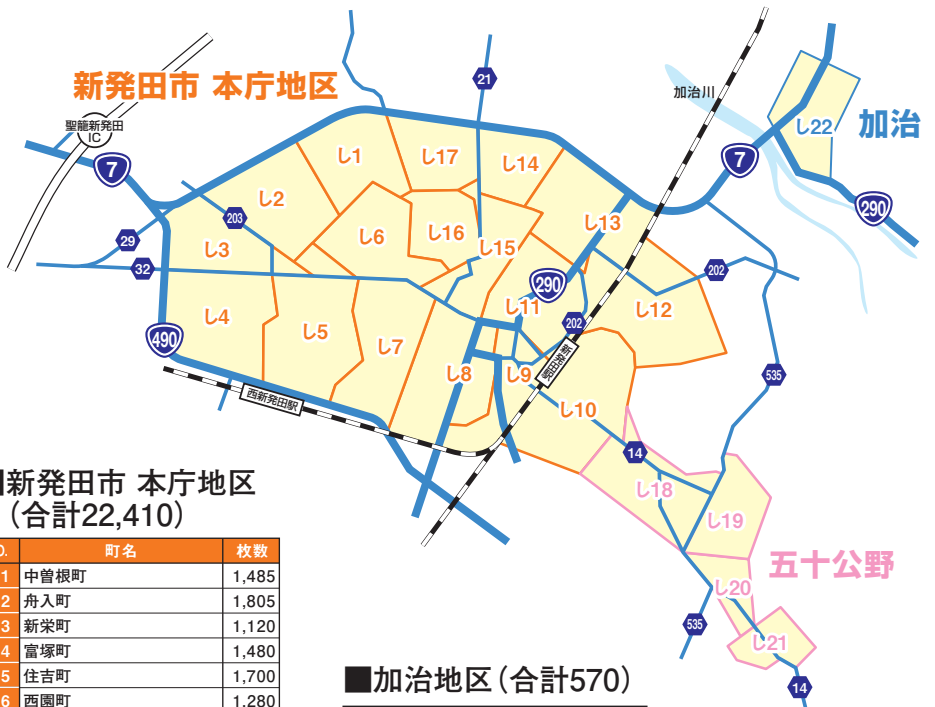 新発田市 本庁地区
21
加治川
聖籠新発田
IC
7
し1
し17
し14
し22
加治
7
し2
203
し13
290
29
し3
し6
し16
し15
32
290
202
し4
し11
し12
202
490
し5
し7
新発田駅
し8
し9
535
西新発田駅
し10
14
■新発田市 本庁地区
(合計22,410)
し18
し19
五十公野
町名 枚数
1 中曽根町 1,485
2 舟入町 1,805
3 新栄町 1,120
4 富塚町 1,480
5 住吉町 1,700
6 西園町 1,280
し20
535
し21
14
■加治地区(合計570)